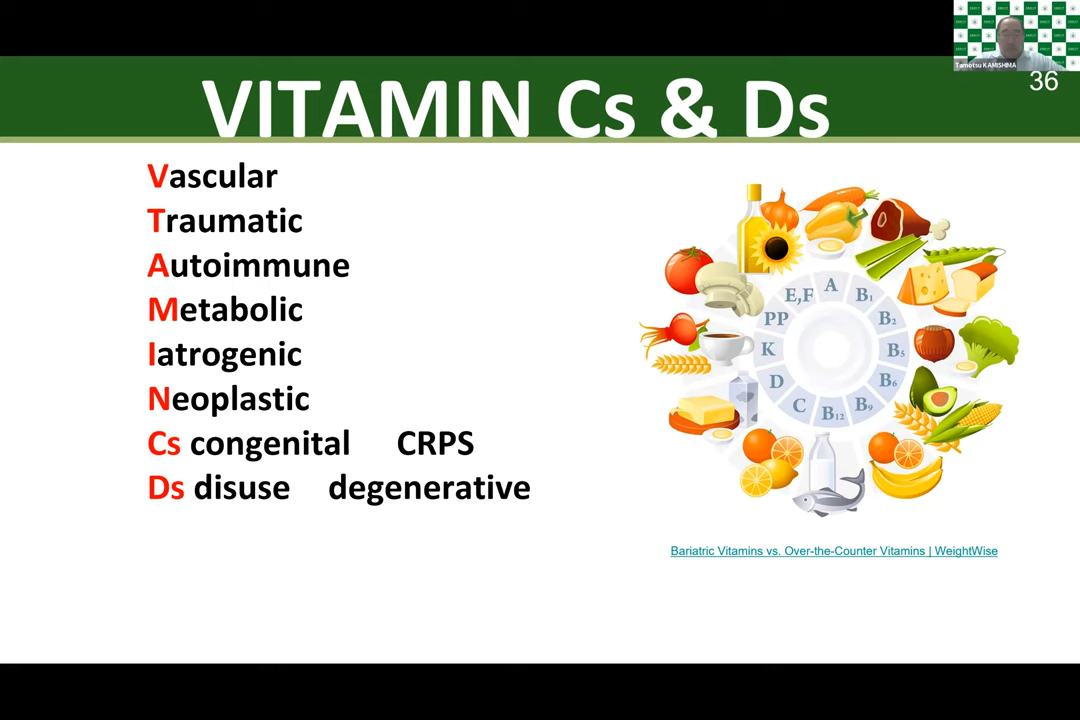 Tamotsu KAMISHIMA
36
VITAMIN Cs & Ds
Vascular
Traumatic
Autoimmune
Metabolic
Iatrogenic
Neoplastic
Cs congenital CRPS
Ds disuse degenerative
A
B1
B2
B5
B6
B9
B12
C
D
K
PP
E,F
Bariatric Vitamins vs. Over-the-Counter Vitamins | WeightWise